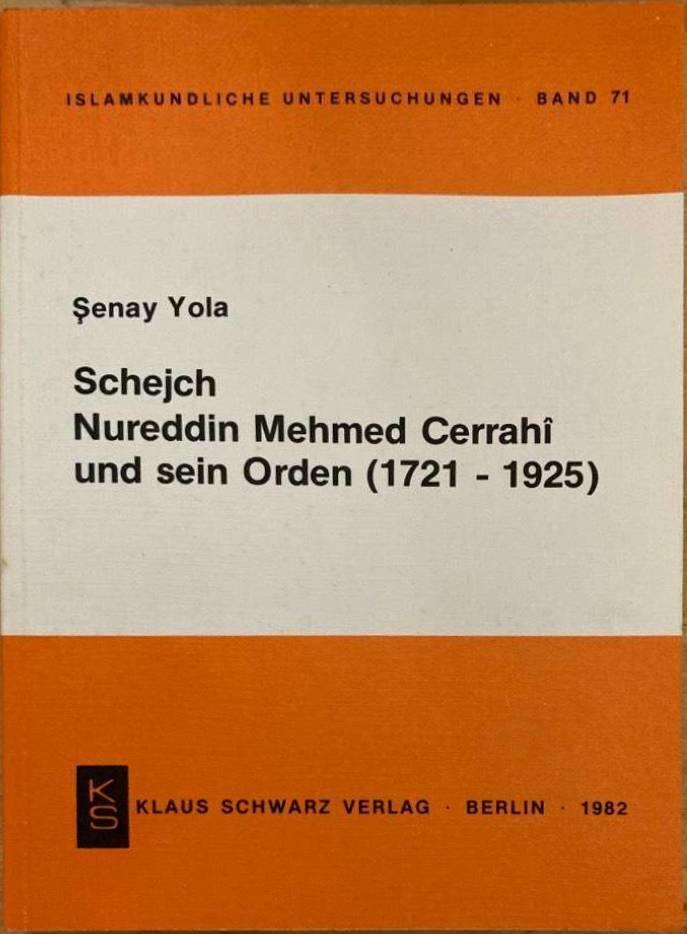 ISLAMKUNDLICHE UNTERSUCHUNGEN · BAND 71
Şenay Yola
Schejch
Nureddin Mehmed Cerrahî
und sein Orden (1721 - 1925)
KS
KLAUS SCHWARZ VERLAG · BERLIN · 1982